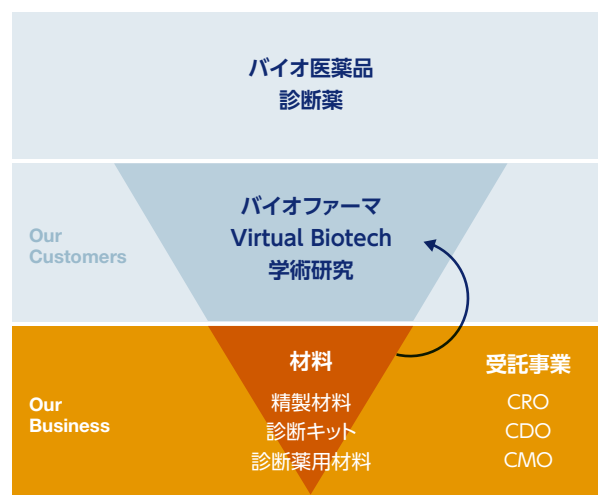 バイオ医薬品
診断薬
Our
Customers
バイオファーマ
Virtual Biotech
学術研究
Our
Business
材料
精製材料
診断キット
診断薬用材料
受託事業
CRO
CDO
CMO